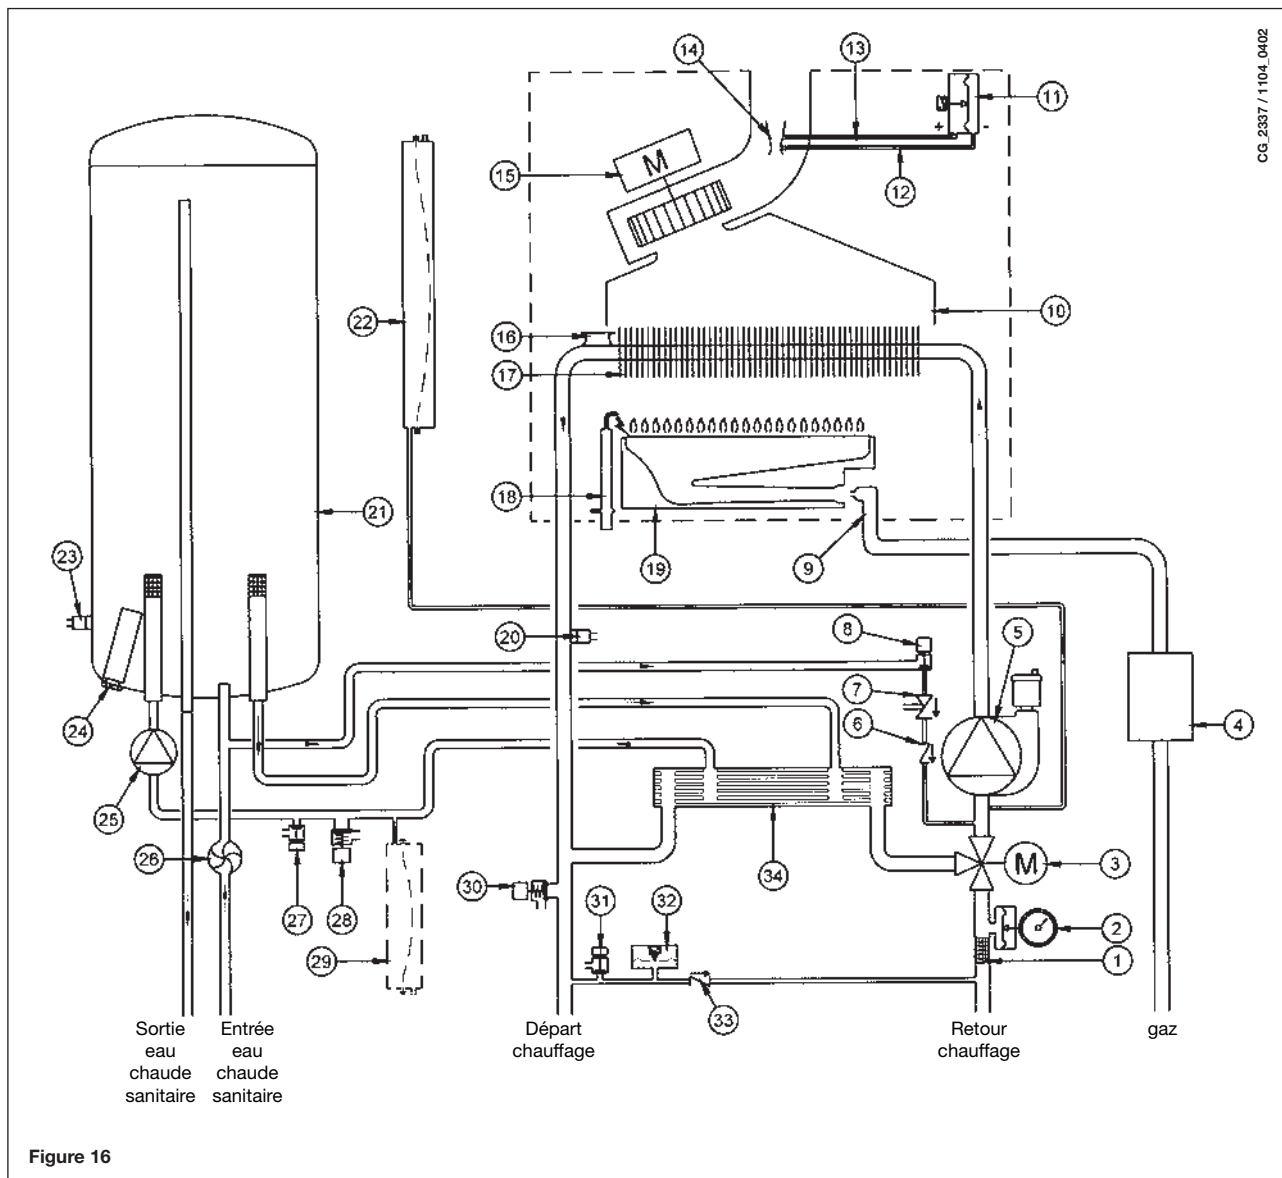 CG_2337 / 1104_0402
14
13
11
+ -
M
15
12
22
10
16
17
18
21
19
9
23
20
8
5
7
24
6
4
25
26
3
M
34
30
27
28
31
32
2
29
1
33
Sortie
eau
chaude
sanitaire
Entrée
eau
chaude
sanitaire
Départ
chauffage
Retour
chauffage
gaz
Figure 16